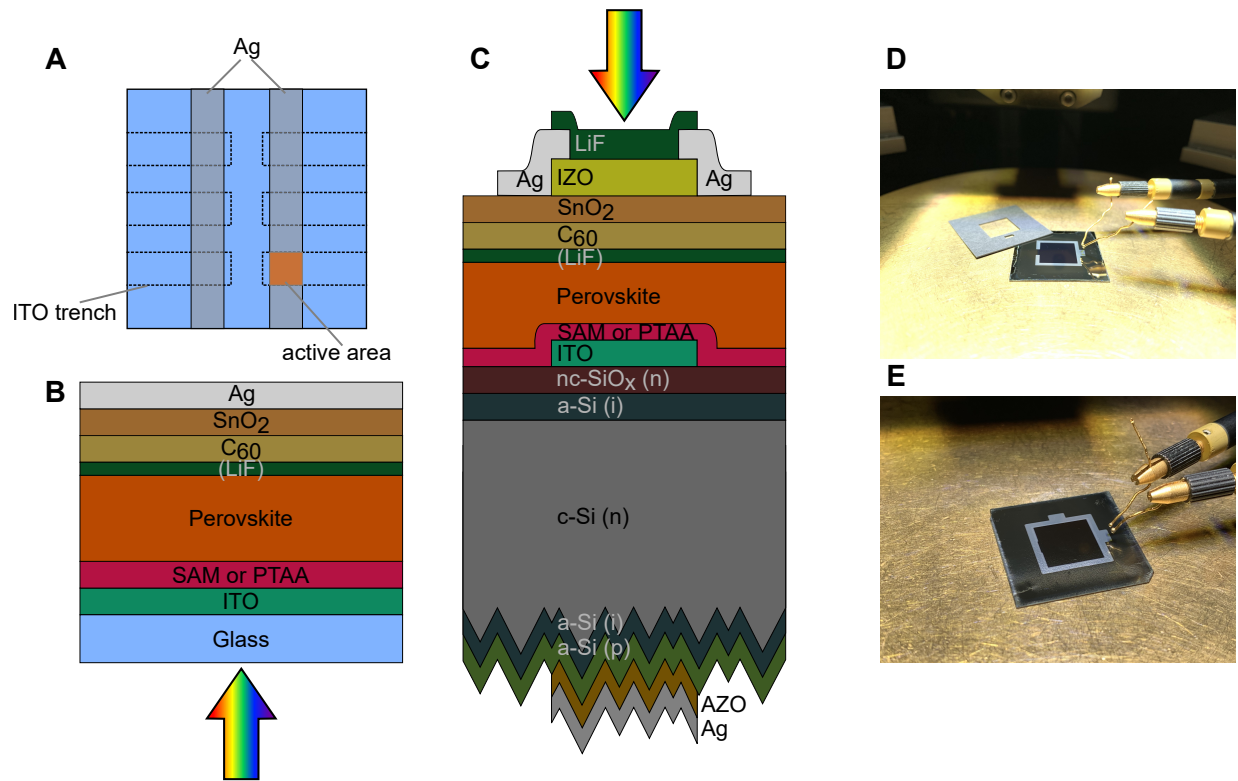 A
Ag
ITO trench
active area
B
Ag
SnO2
C60
(LiF)
Perovskite
SAM or PTAA
ITO
Glass
C
LiF
Ag
IZO
Ag
SnO2
C60
(LiF)
Perovskite
SAM or PTAA
ITO
nc-SiOx (n)
a-Si (i)
c-Si (n)
a-Si (i)
a-Si (p)
AZO
Ag
D
E